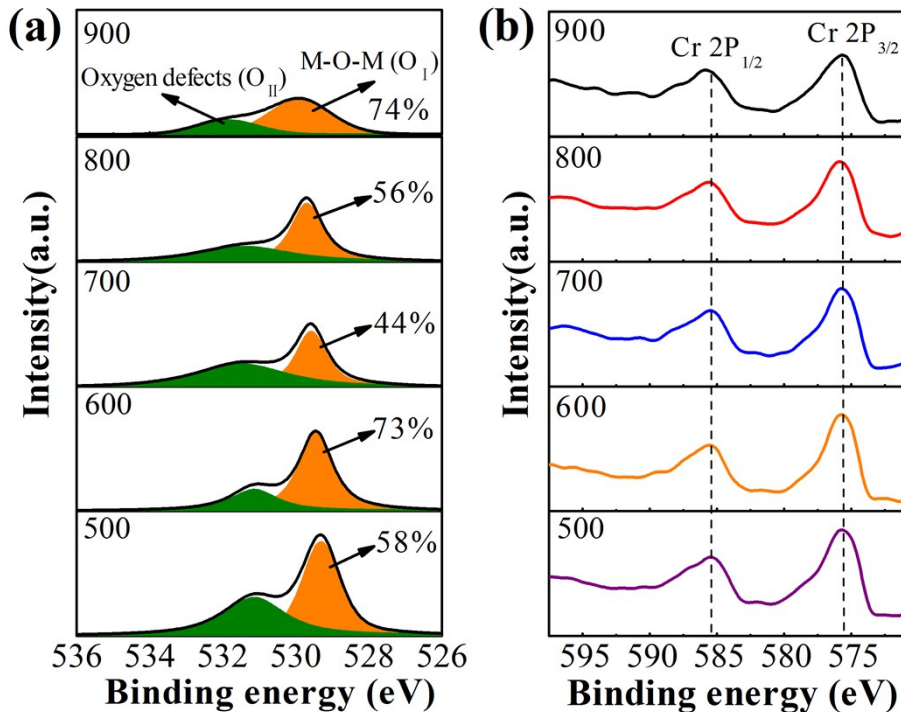 (a)
900
Oxygen defects (O_II)
M-O-M (O_I)
74%
800
56%
700
44%
600
73%
500
58%
Intensity(a.u.)
536 534 532 530 528 526
Binding energy (eV)
(b)
900
Cr 2P_1/2
Cr 2P_3/2
800
700
600
500
Intensity(a.u.)
595 590 585 580 575
Binding energy (eV)